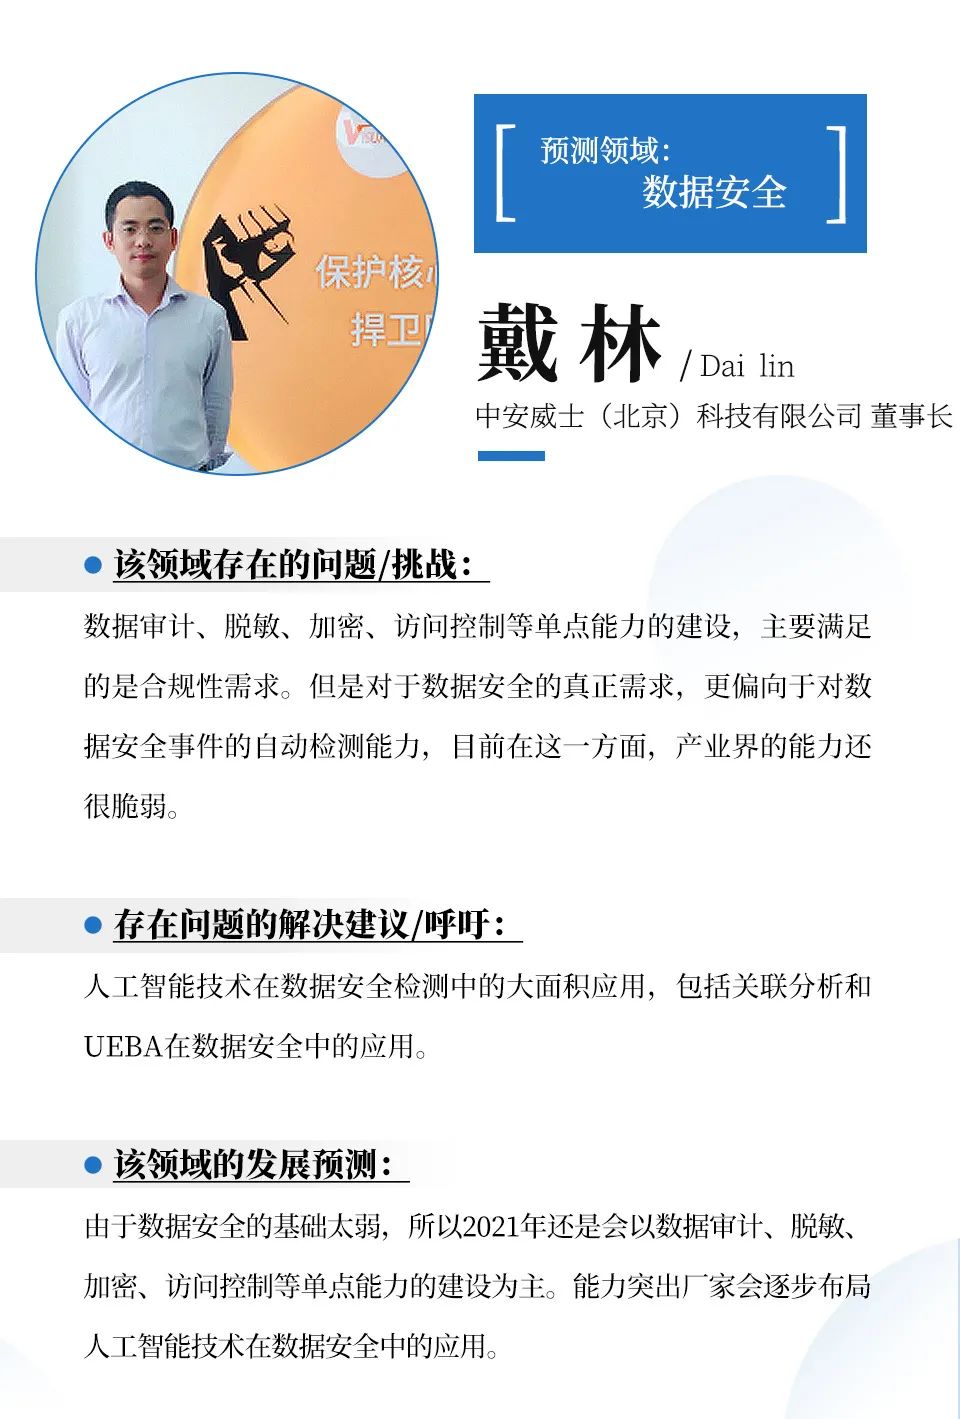 预测领域：
数据安全
保护核心
捍卫
戴林 / Dai lin
中安威士（北京）科技有限公司 董事长
该领域存在的问题/挑战：
数据审计、脱敏、加密、访问控制等单点能力的建设，主要满足
的是合规性需求。但是对于数据安全的真正需求，更偏向于对数
据安全事件的自动检测能力，目前在这一方面，产业界的能力还
很脆弱。
存在问题的解决建议/呼吁：
人工智能技术在数据安全检测中的大面积应用，包括关联分析和
UEBA在数据安全中的应用。
该领域的发展预测：
由于数据安全的基础太弱，所以2021年还是会以数据审计、脱敏、
加密、访问控制等单点能力的建设为主。能力突出厂家会逐步布局
人工智能技术在数据安全中的应用。